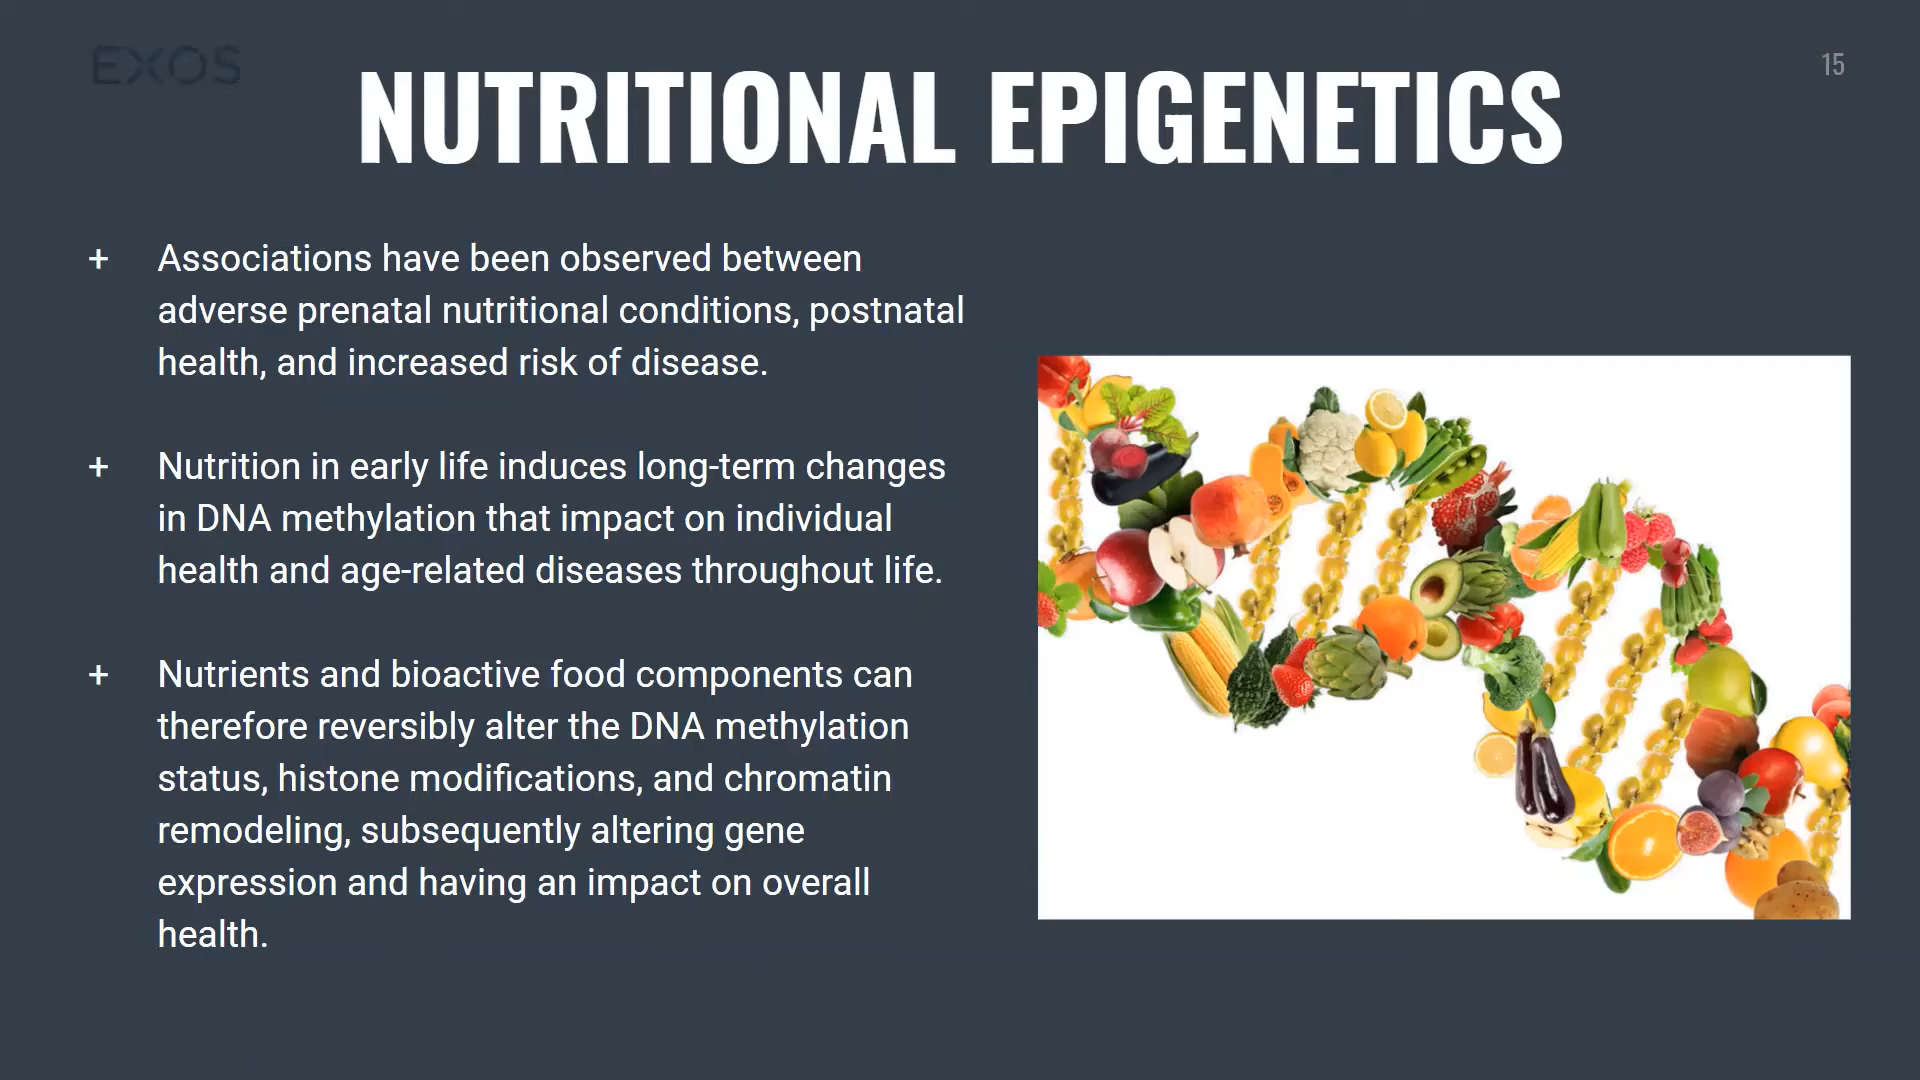 EXOS
15
NUTRITIONAL EPIGENETICS
+ Associations have been observed between
adverse prenatal nutritional conditions, postnatal
health, and increased risk of disease.
+ Nutrition in early life induces long-term changes
in DNA methylation that impact on individual
health and age-related diseases throughout life.
+ Nutrients and bioactive food components can
therefore reversibly alter the DNA methylation
status, histone modifications, and chromatin
remodeling, subsequently altering gene
expression and having an impact on overall
health.